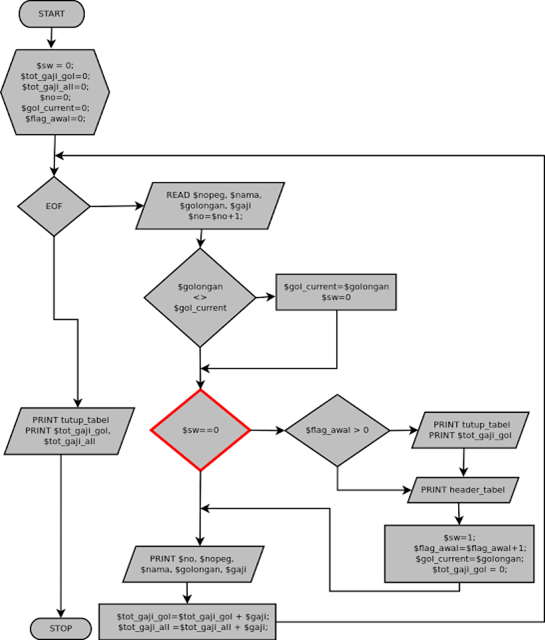 START
$sw = 0;
$tot_gaji_gol=0;
$tot_gaji_all=0;
$no=0;
$gol_current=0;
$flag_awal=0;
EOF
READ $nopeg, $nama,
$golongan, $gaji
$no=$no+1;
$golongan
<>
$gol_current
$gol_current=$golongan
$sw=0
$sw==0
$flag_awal > 0
PRINT tutup_tabel
PRINT $tot_gaji_gol
PRINT header_tabel
$sw=1;
$flag_awal=$flag_awal+1;
$gol_current=$golongan;
$tot_gaji_gol = 0;
PRINT $no, $nopeg,
$nama, $golongan, $gaji
$tot_gaji_gol=$tot_gaji_gol + $gaji;
$tot_gaji_all =$tot_gaji_all + $gaji;
PRINT tutup_tabel
PRINT $tot_gaji_gol,
$tot_gaji_all
STOP